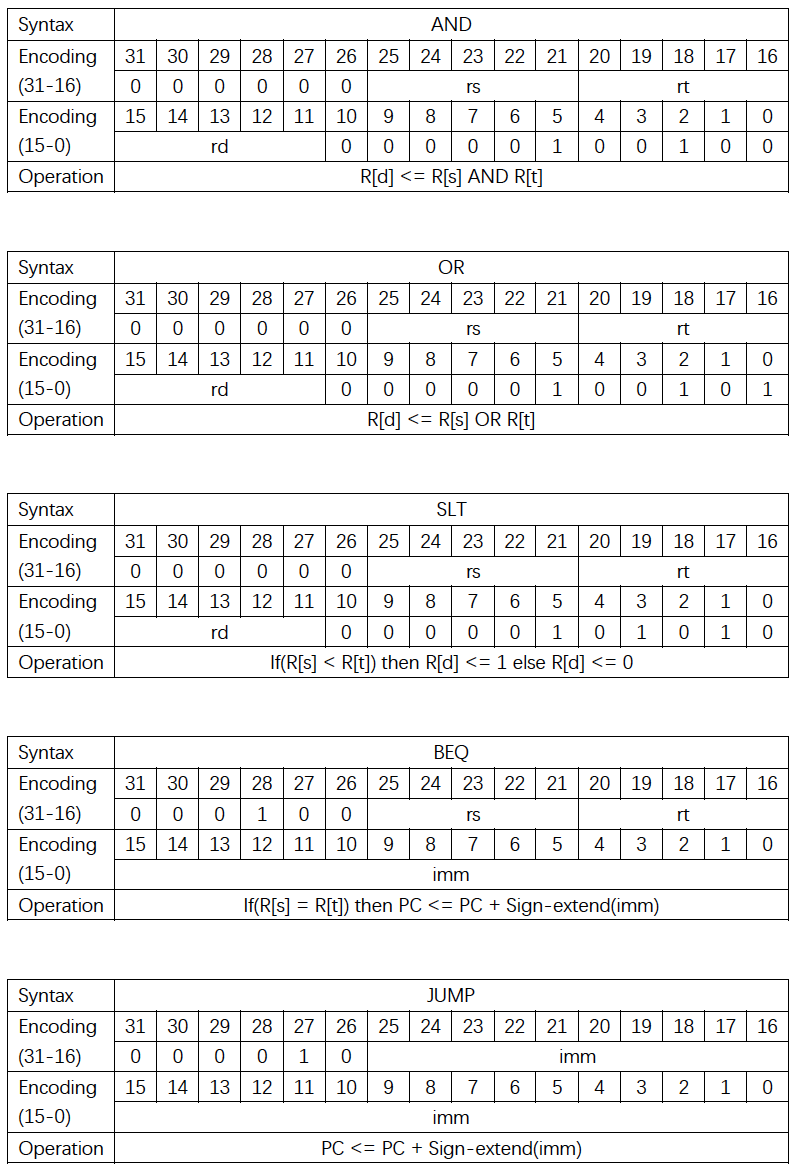 Syntax AND
Encoding 31 30 29 28 27 26 25 24 23 22 21 20 19 18 17 16
(31-16) 0 0 0 0 0 0 rs rt
Encoding 15 14 13 12 11 10 9 8 7 6 5 4 3 2 1 0
(15-0) rd 0 0 0 0 0 1 0 0 1 0 0
Operation R[d] <= R[s] AND R[t]
Syntax OR
Encoding 31 30 29 28 27 26 25 24 23 22 21 20 19 18 17 16
(31-16) 0 0 0 0 0 0 rs rt
Encoding 15 14 13 12 11 10 9 8 7 6 5 4 3 2 1 0
(15-0) rd 0 0 0 0 0 1 0 0 1 0 1
Operation R[d] <= R[s] OR R[t]
Syntax SLT
Encoding 31 30 29 28 27 26 25 24 23 22 21 20 19 18 17 16
(31-16) 0 0 0 0 0 0 rs rt
Encoding 15 14 13 12 11 10 9 8 7 6 5 4 3 2 1 0
(15-0) rd 0 0 0 0 0 1 0 1 0 1 0
Operation If(R[s] < R[t]) then R[d] <= 1 else R[d] <= 0
Syntax BEQ
Encoding 31 30 29 28 27 26 25 24 23 22 21 20 19 18 17 16
(31-16) 0 0 0 1 0 0 rs rt
Encoding 15 14 13 12 11 10 9 8 7 6 5 4 3 2 1 0
(15-0) imm
Operation If(R[s] = R[t]) then PC <= PC + Sign-extend(imm)
Syntax JUMP
Encoding 31 30 29 28 27 26 25 24 23 22 21 20 19 18 17 16
(31-16) 0 0 0 0 1 0 imm
Encoding 15 14 13 12 11 10 9 8 7 6 5 4 3 2 1 0
(15-0) imm
Operation PC <= PC + Sign-extend(imm)